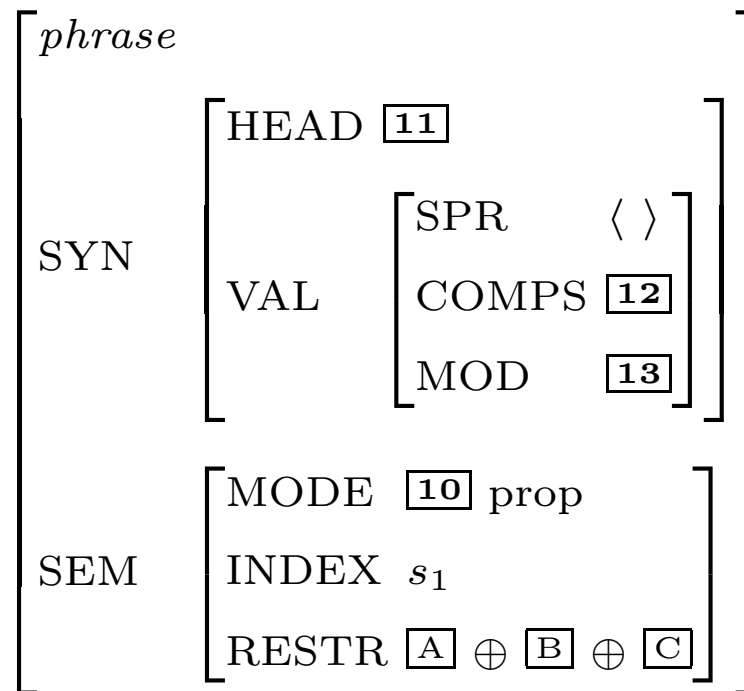 phrase
HEAD 11
SPR ⟨ ⟩
SYN
VAL COMPS 12
MOD 13
MODE 10 prop
SEM INDEX s₁
RESTR A ⊕ B ⊕ C